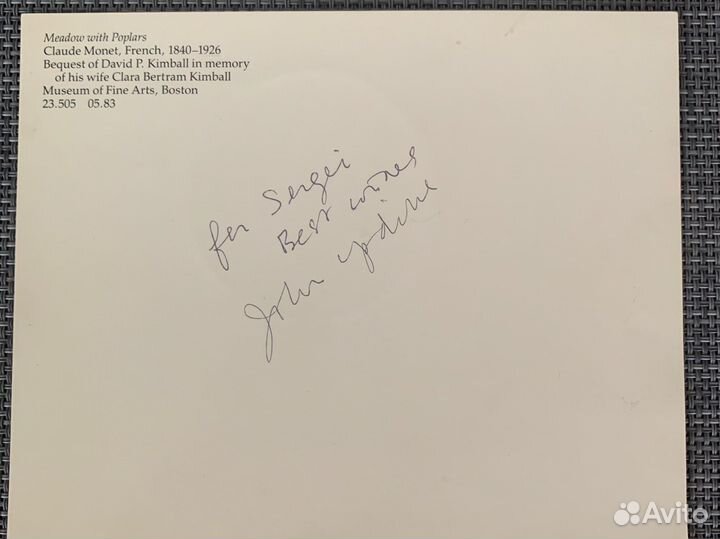 Meadow with Poplars
Claude Monet, French, 1840–1926
Bequest of David P. Kimball in memory
of his wife Clara Bertram Kimball
Museum of Fine Arts, Boston
23.505 05.83
for Sergei
Best wishes
John Updike
Avito